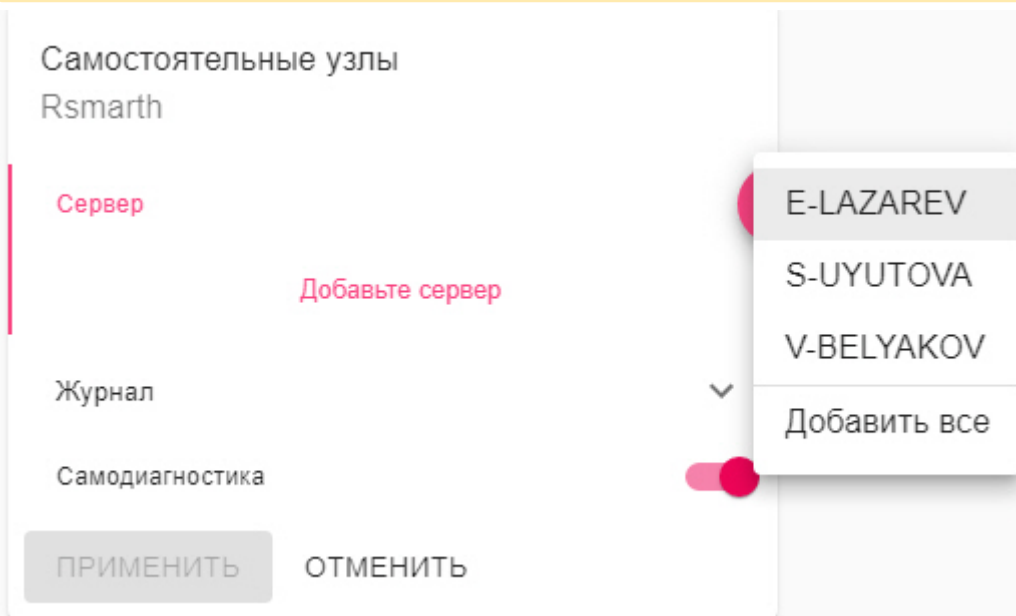 Самостоятельные узлы
Rsmarth
Сервер
Добавьте сервер
Журнал
Самодиагностика
ПРИМЕНИТЬ
ОТМЕНИТЬ
E-LAZAREV
S-UYUTOVA
V-BELYAKOV
Добавить все